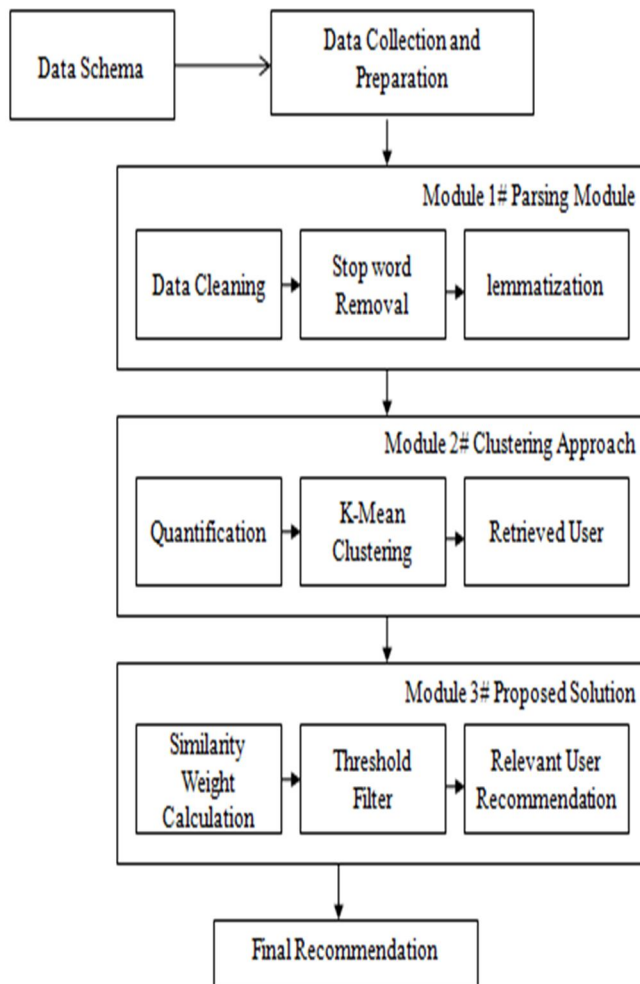 Data Schema
Data Collection and
Preparation
Module 1# Parsing Module
Data Cleaning
Stop word
Removal
lemmatization
Module 2# Clustering Approach
Quantification
K-Mean
Clustering
Retrieved User
Module 3# Proposed Solution
Similarity
Weight
Calculation
Threshold
Filter
Relevant User
Recommendation
Final Recommendation